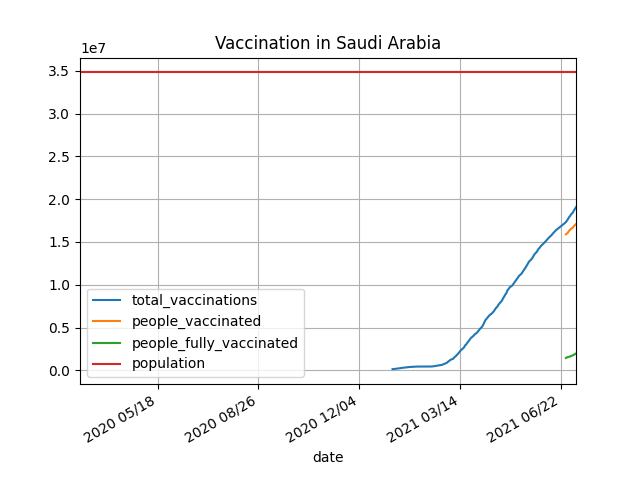 Vaccination in Saudi Arabia
1e7
3.5
3.0
2.5
2.0
1.5
1.0
0.5
0.0
total_vaccinations
people_vaccinated
people_fully_vaccinated
population
2020 05/18
2020 08/26
2020 12/04
2021 03/14
2021 06/22
date